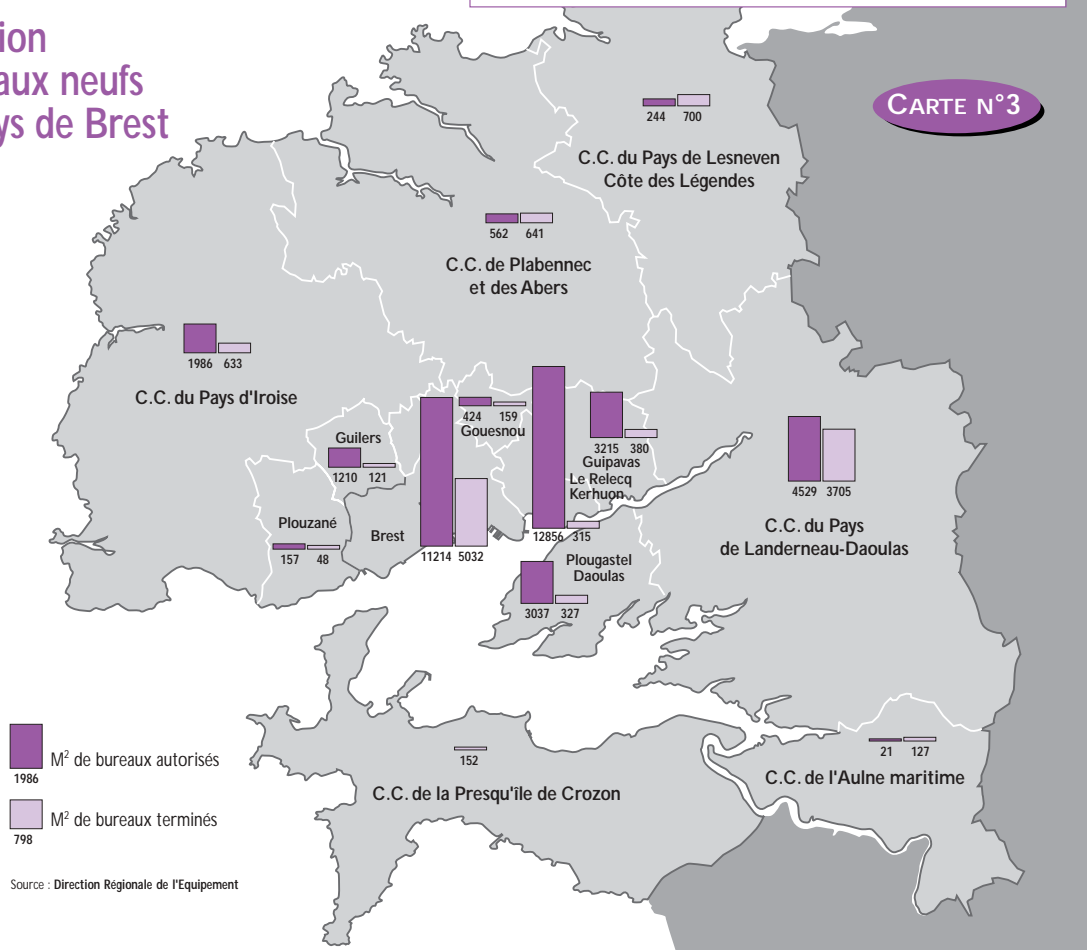 ion
aux neufs
ys de Brest
CARTE N°3
244 700
C.C. du Pays de Lesneven
Côte des Légendes
562 641
C.C. de Plabennec
et des Abers
1986 633
C.C. du Pays d'Iroise
424 159
Gouesnou
Guilers
1210 121
3215 380
Guipavas
Le Relecq
Kerhuon
12856 315
4529 3705
C.C. du Pays
de Landerneau-Daoulas
Plouzané
157 48
Brest
11214 5032
Plougastel
Daoulas
3037 327
152
C.C. de la Presqu'île de Crozon
21 127
C.C. de l'Aulne maritime
M² de bureaux autorisés
1986
M² de bureaux terminés
798
Source : Direction Régionale de l'Equipement